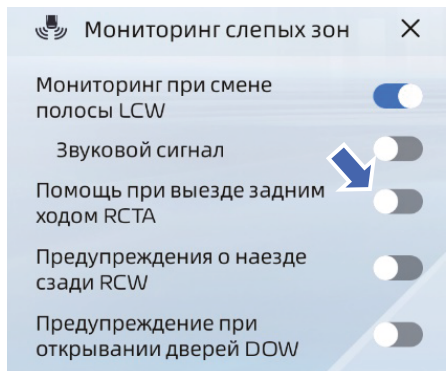 Мониторинг слепых зон
Мониторинг при смене
полосы LCW
Звуковой сигнал
Помощь при выезде задним
ходом RCTA
Предупреждения о наезде
сзади RCW
Предупреждение при
открывании дверей DOW